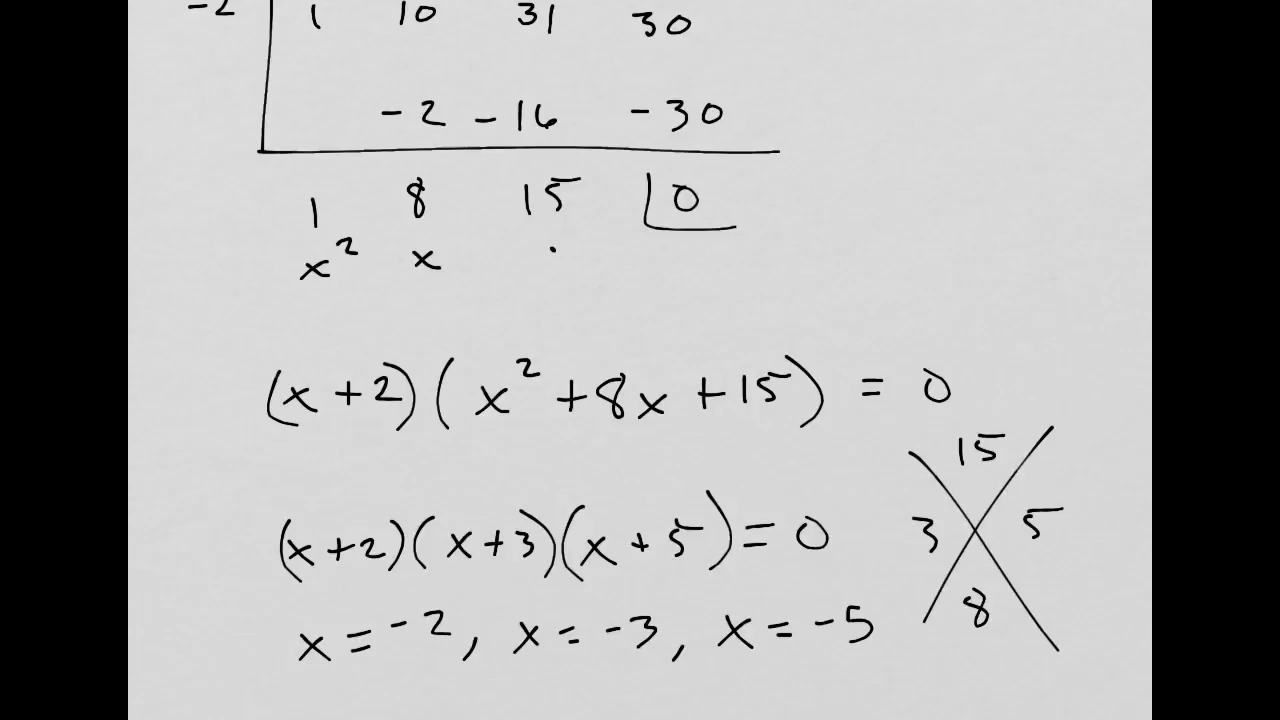 -2 1 10 31 30
-2 -16 -30
1 8 15 0
x² x .
(x+2)(x²+8x+15) = 0
15
(x+2)(x+3)(x+5) = 0 3 5
8
x = -2, x = -3, x = -5